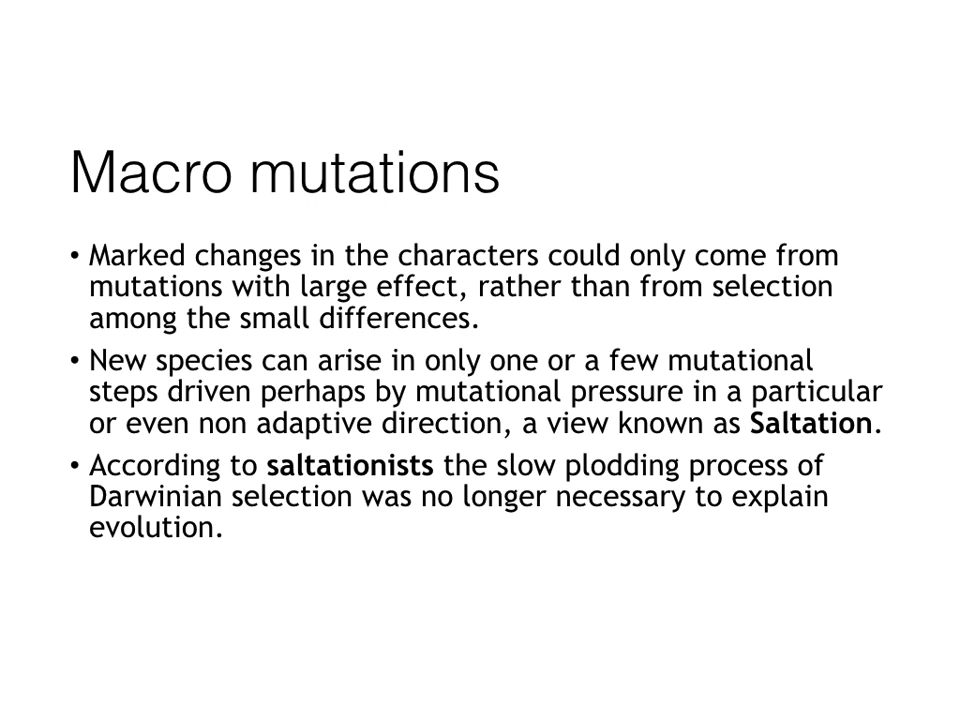 Macro mutations
• Marked changes in the characters could only come from
mutations with large effect, rather than from selection
among the small differences.
• New species can arise in only one or a few mutational
steps driven perhaps by mutational pressure in a particular
or even non adaptive direction, a view known as Saltation.
• According to saltationists the slow plodding process of
Darwinian selection was no longer necessary to explain
evolution.